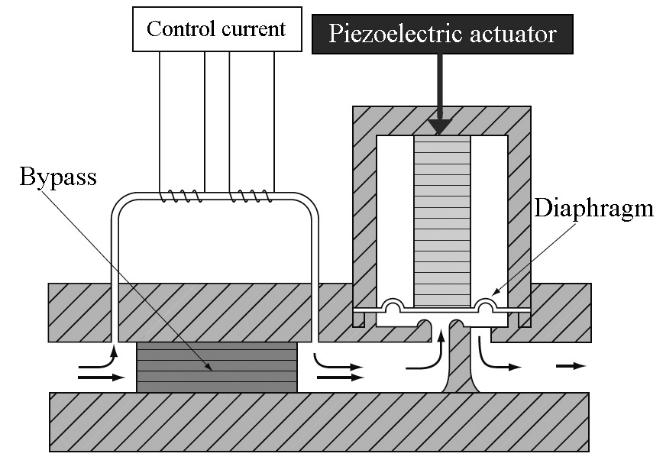 Control current
Piezoelectric actuator
Bypass
Diaphragm